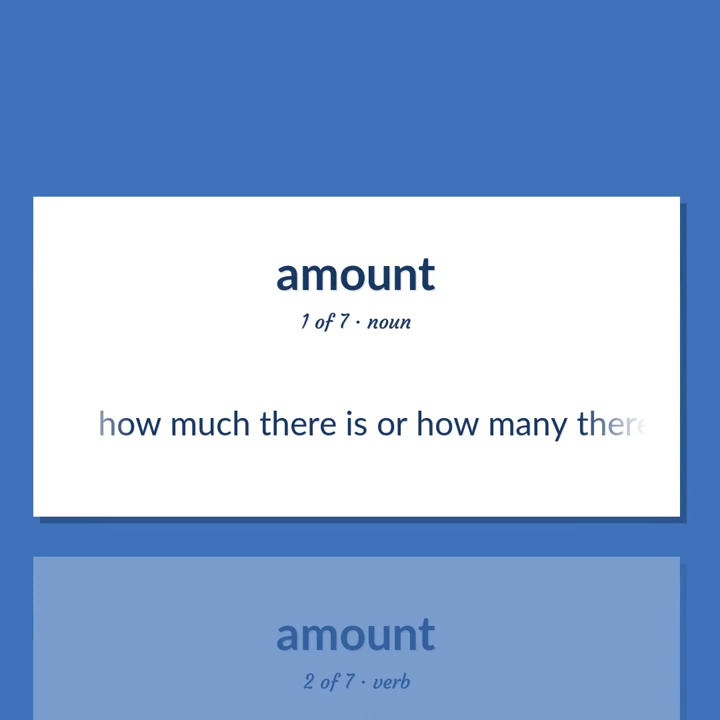 amount
1 of 7 · noun
how much there is or how many there
amount
2 of 7 · verb